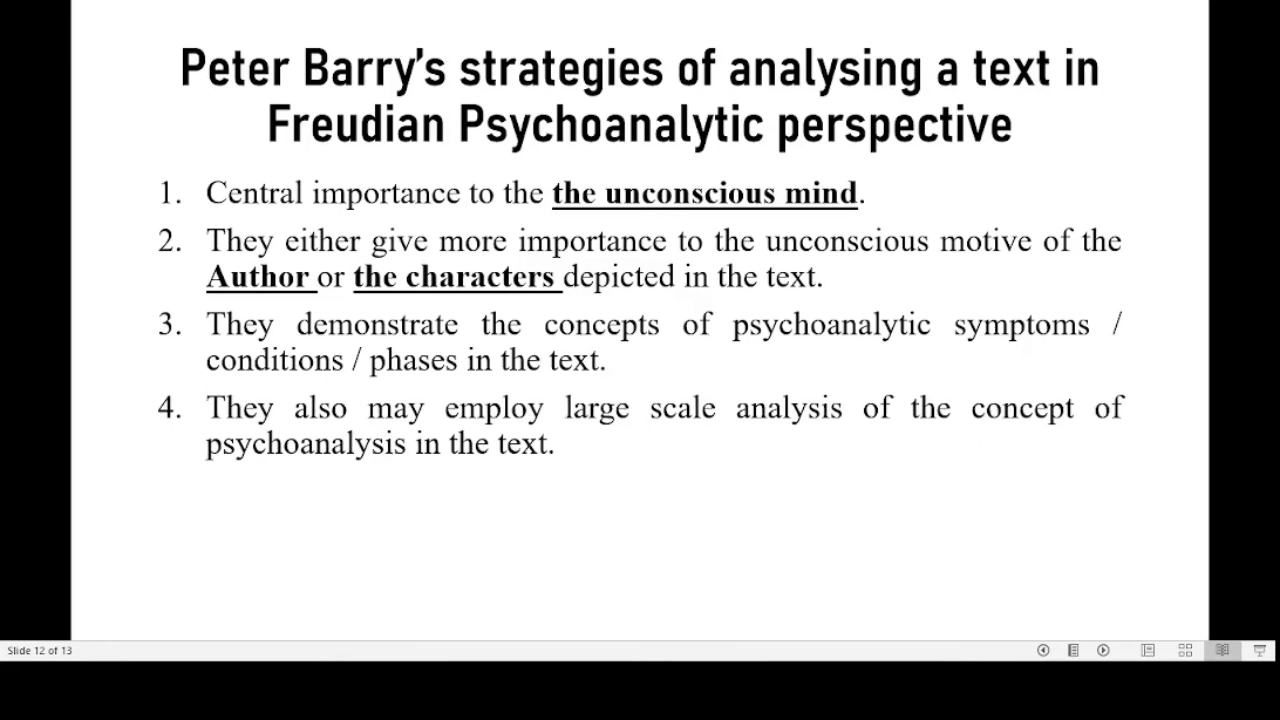 Peter Barry's strategies of analysing a text in
Freudian Psychoanalytic perspective
1. Central importance to the the unconscious mind.
2. They either give more importance to the unconscious motive of the
Author or the characters depicted in the text.
3. They demonstrate the concepts of psychoanalytic symptoms /
conditions / phases in the text.
4. They also may employ large scale analysis of the concept of
psychoanalysis in the text.
Slide 12 of 13